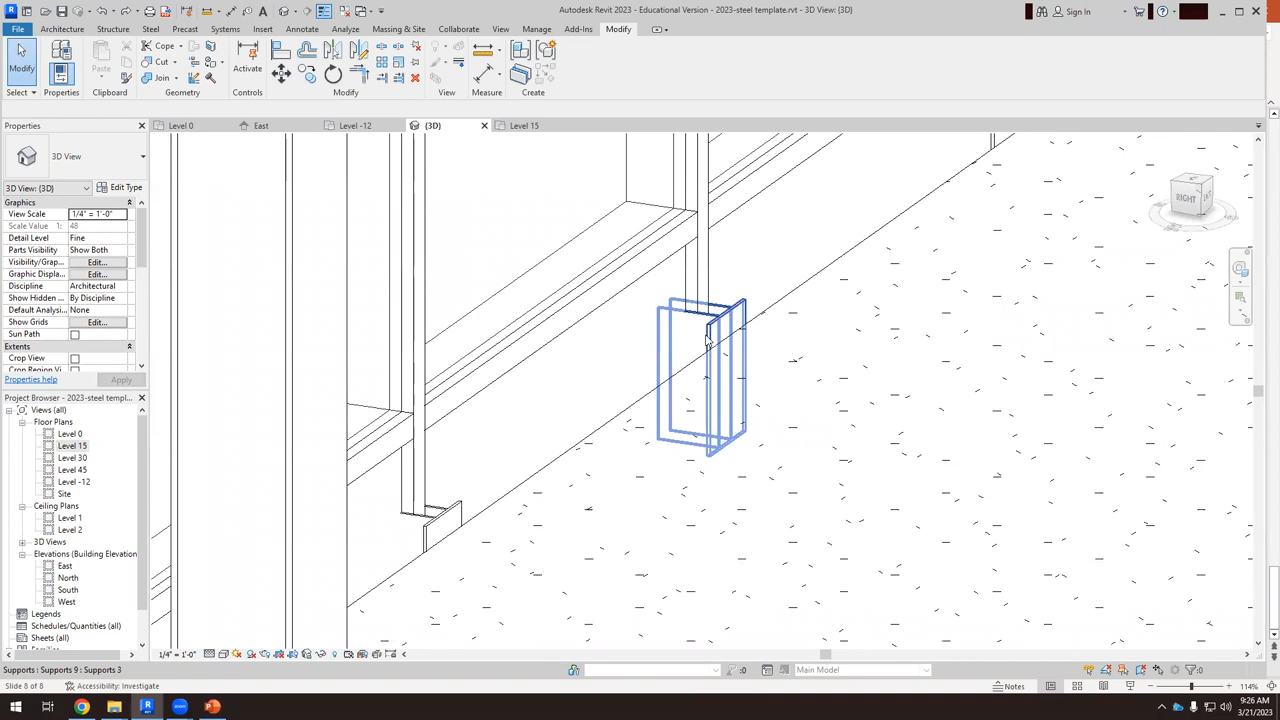 Autodesk Revit 2023 - Educational Version - 2023-steel template.rvt - 3D View: {3D}
Sign In
File Architecture Structure Steel Precast Systems Insert Annotate Analyze Massing & Site Collaborate View Manage Add-Ins Modify
Modify
Select
Properties
Paste
Clipboard
Cope
Cut
Join
Geometry
Activate
Controls
Modify
View
Measure
Create
Properties
Level 0
East
Level -12
{3D}
Level 15
3D View
3D View: {3D}
Edit Type
Graphics
View Scale 1/4" = 1'-0"
Scale Value 1: 48
Detail Level Fine
Parts Visibility Show Both
Visibility/Grap... Edit...
Graphic Displa... Edit...
Discipline Architectural
Show Hidden ... By Discipline
Default Analysi... None
Show Grids Edit...
Sun Path
Extents
Crop View
Crop Region Vi
Properties help
Apply
Project Browser - 2023-steel templ...
Views (all)
Floor Plans
Level 0
Level 15
Level 30
Level 45
Level -12
Site
Ceiling Plans
Level 1
Level 2
3D Views
Elevations (Building Elevation
East
North
South
West
Legends
Schedules/Quantities (all)
Sheets (all)
RIGHT
1/4" = 1'-0"
Supports : Supports 9 : Supports 3
:0
Main Model
:0
Slide 8 of 8
Accessibility: Investigate
Notes
114%
9:26 AM
3/21/2023